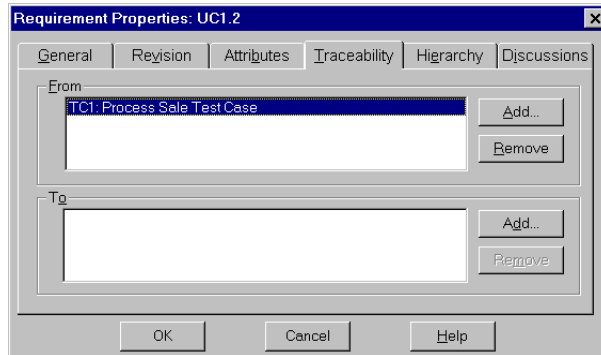 Requirement Properties: UC1.2
General Revision Attributes Traceability Hierarchy Discussions
From
TC1: Process Sale Test Case
Add...
Remove
To
Add...
Remove
OK Cancel Help